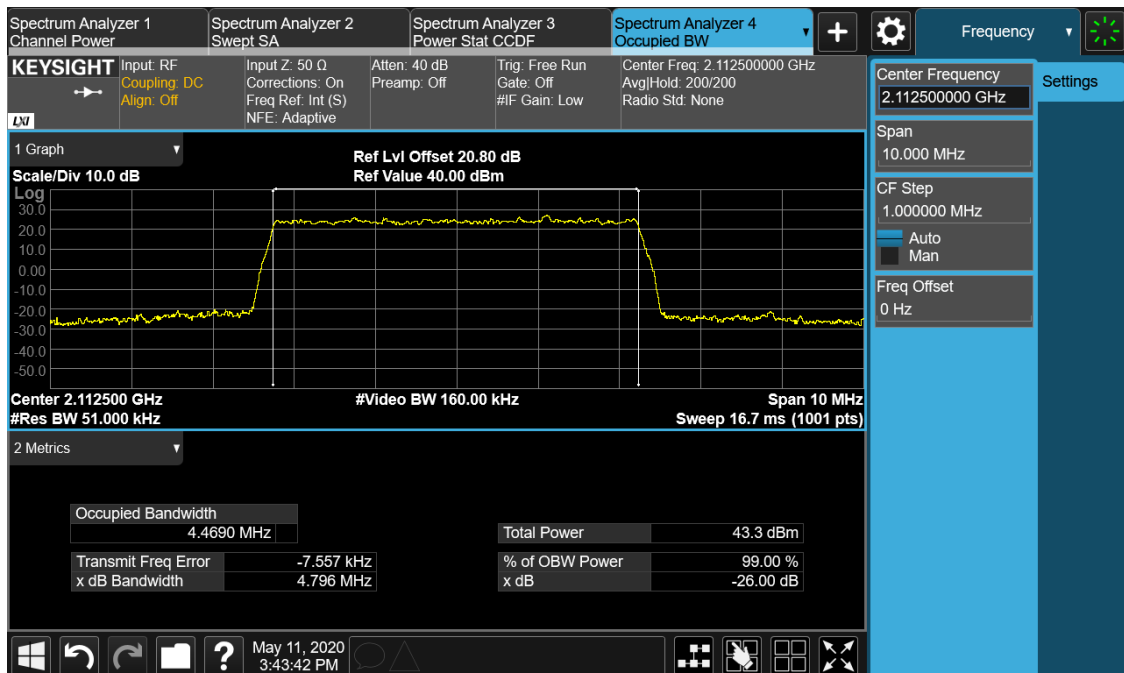 Spectrum Analyzer 1
Channel Power
Spectrum Analyzer 2
Swept SA
Spectrum Analyzer 3
Power Stat CCDF
Spectrum Analyzer 4
Occupied BW
Frequency
KEYSIGHT
LXI
Input: RF
Coupling: DC
Align: Off
Input Z: 50 Ω
Corrections: On
Freq Ref: Int (S)
NFE: Adaptive
Atten: 40 dB
Preamp: Off
Trig: Free Run
Gate: Off
#IF Gain: Low
Center Freq: 2.112500000 GHz
Avg|Hold: 200/200
Radio Std: None
Center Frequency
2.112500000 GHz
Settings
Span
10.000 MHz
CF Step
1.000000 MHz
Auto
Man
Freq Offset
0 Hz
1 Graph
Scale/Div 10.0 dB
Ref Lvl Offset 20.80 dB
Ref Value 40.00 dBm
Log
30.0
20.0
10.0
0.00
-10.0
-20.0
-30.0
-40.0
-50.0
Center 2.112500 GHz
#Video BW 160.00 kHz
Span 10 MHz
#Res BW 51.000 kHz
Sweep 16.7 ms (1001 pts)
2 Metrics
Occupied Bandwidth
4.4690 MHz
Total Power 43.3 dBm
Transmit Freq Error -7.557 kHz
% of OBW Power 99.00 %
x dB Bandwidth 4.796 MHz
x dB -26.00 dB
?
May 11, 2020
3:43:42 PM